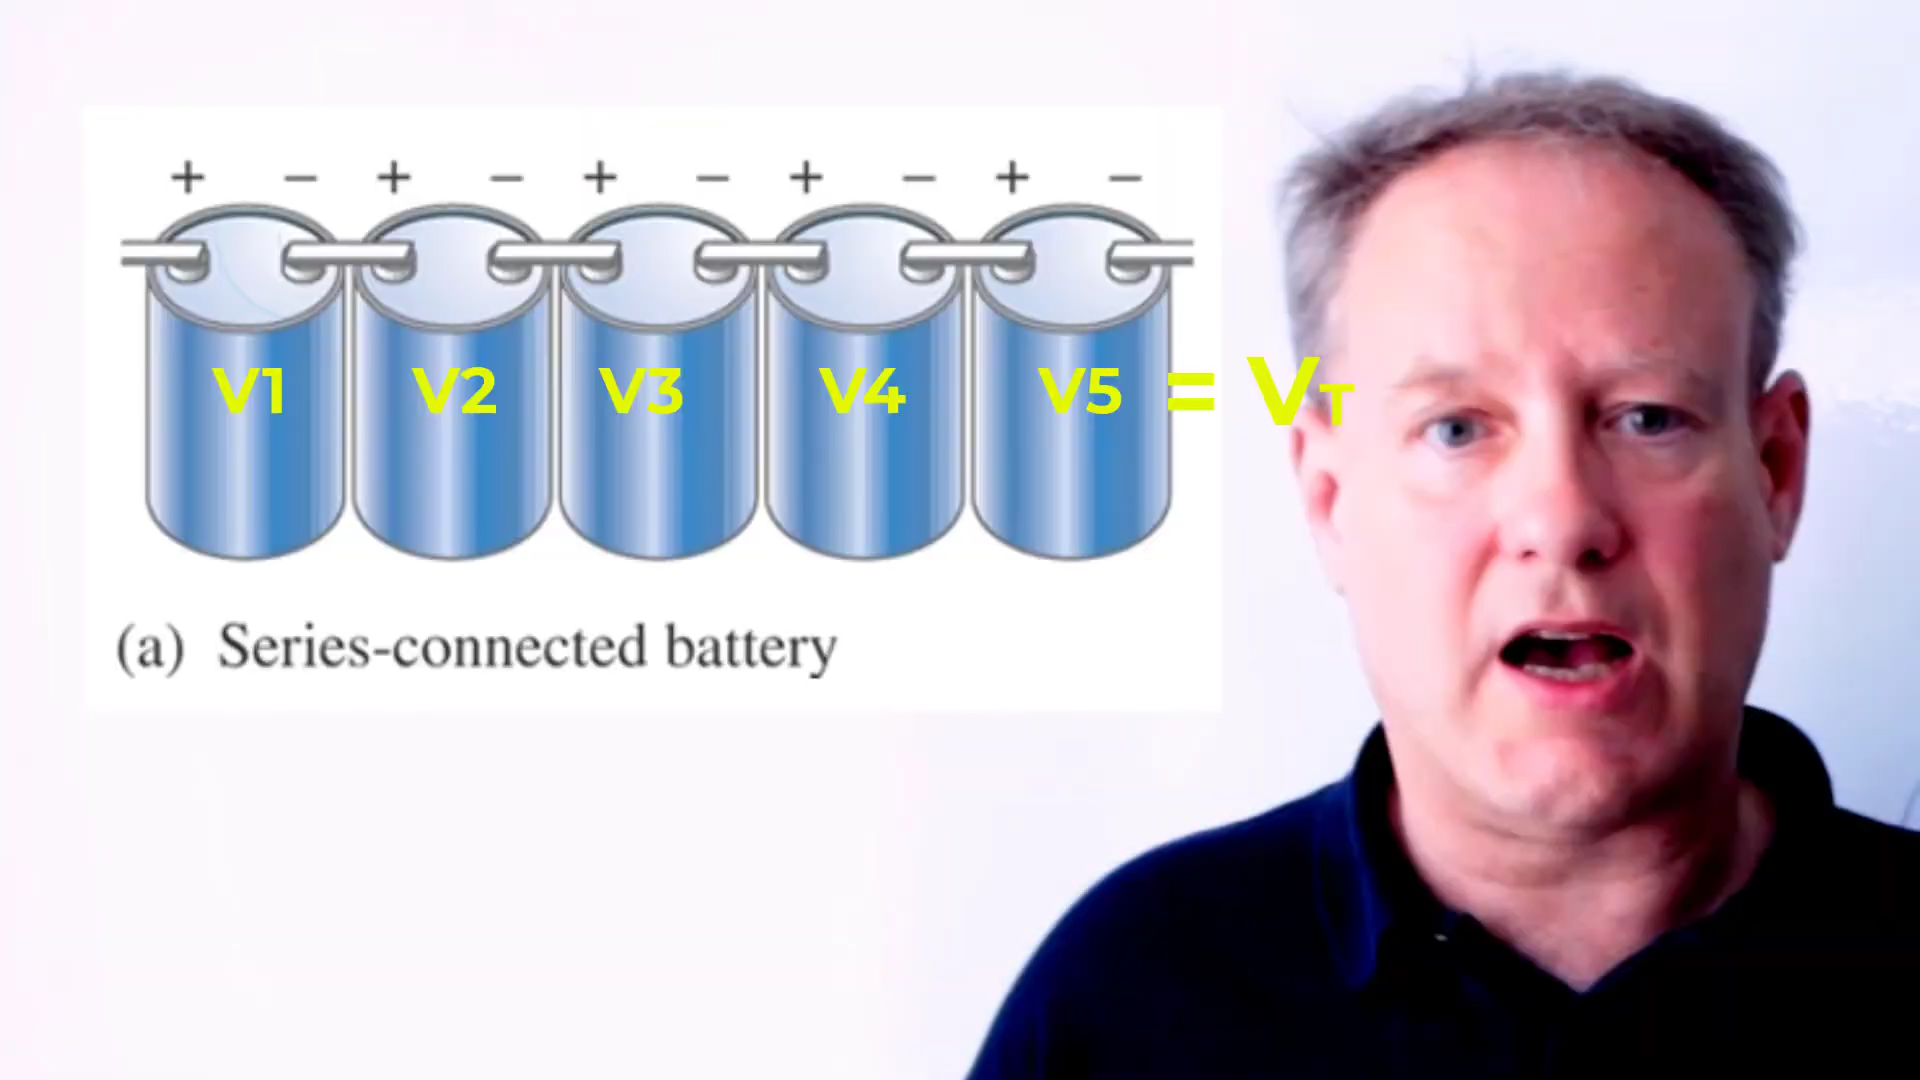 + − + − + − + − + −
V1 V2 V3 V4 V5 = VT
(a) Series-connected battery